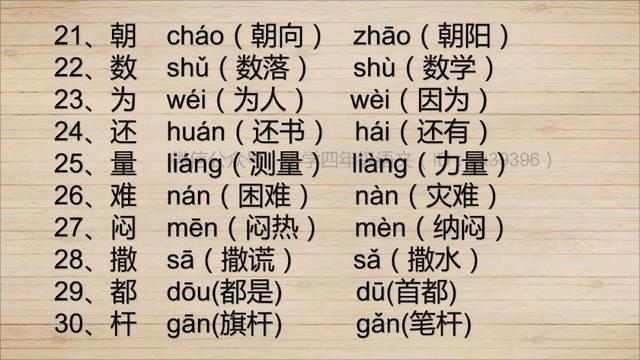 21、朝 cháo（朝向） zhāo（朝阳）
22、数 shǔ（数落） shù（数学）
23、为 wéi（为人） wèi（因为）
24、还 huán（还书） hái（还有）
25、量 liáng（测量） liàng（力量）
26、难 nán（困难） nàn（灾难）
27、闷 mēn（闷热） mèn（纳闷）
28、撒 sā（撒谎） sǎ（撒水）
29、都 dōu(都是) dū(首都)
30、杆 gān(旗杆) gǎn(笔杆)